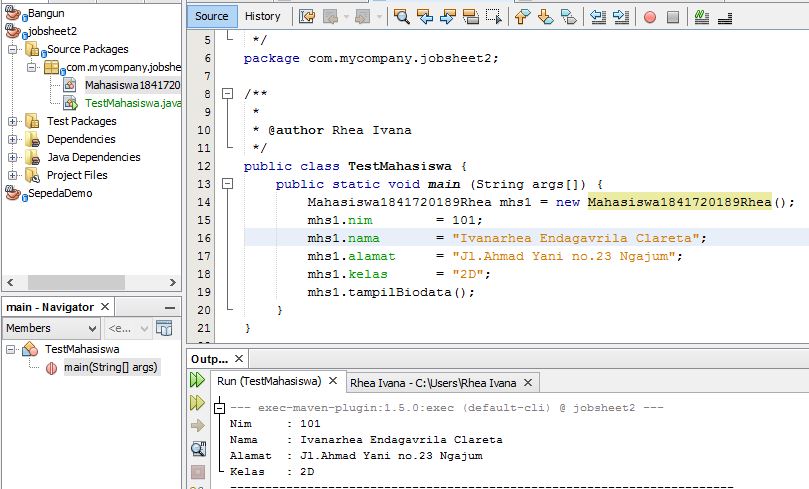 Bangun
jobsheet2
Source Packages
com.mycompany.jobshe
Mahasiswa1841720
TestMahasiswa.java
Test Packages
Dependencies
Java Dependencies
Project Files
SepedaDemo
main - Navigator
Members
<e...
TestMahasiswa
main(String[] args)
Source History
5 */
6 package com.mycompany.jobsheet2;
7
8 /**
9 *
10 * @author Rhea Ivana
11 */
12 public class TestMahasiswa {
13 public static void main (String args[]) {
14 Mahasiswa1841720189Rhea mhs1 = new Mahasiswa1841720189Rhea();
15 mhs1.nim = 101;
16 mhs1.nama = "Ivanarhea Endagavrila Clareta";
17 mhs1.alamat = "Jl.Ahmad Yani no.23 Ngajum";
18 mhs1.kelas = "2D";
19 mhs1.tampilBiodata();
20 }
21 }
Outp...
Run (TestMahasiswa) Rhea Ivana - C:\Users\Rhea Ivana
--- exec-maven-plugin:1.5.0:exec (default-cli) @ jobsheet2 ---
Nim : 101
Nama : Ivanarhea Endagavrila Clareta
Alamat : Jl.Ahmad Yani no.23 Ngajum
Kelas : 2D